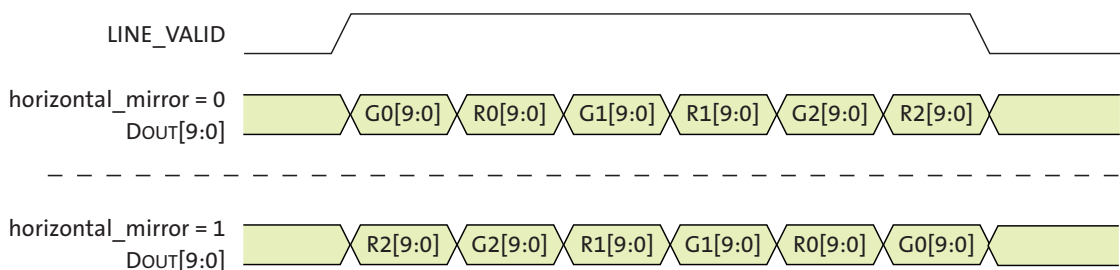 LINE_VALID
horizontal_mirror = 0
DOUT[9:0]
G0[9:0] R0[9:0] G1[9:0] R1[9:0] G2[9:0] R2[9:0]
horizontal_mirror = 1
DOUT[9:0]
R2[9:0] G2[9:0] R1[9:0] G1[9:0] R0[9:0] G0[9:0]